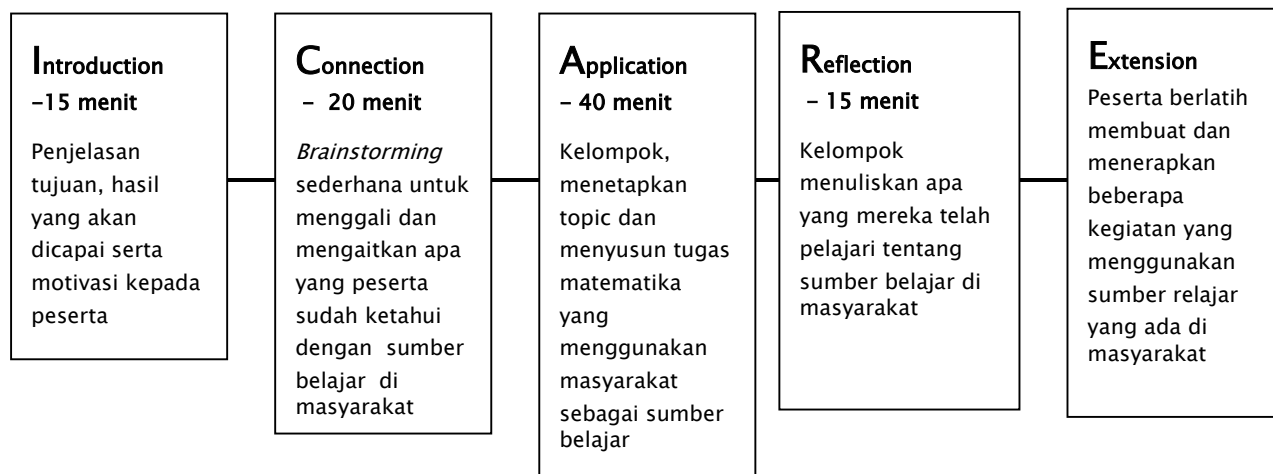 Introduction
–15 menit
Penjelasan
tujuan, hasil
yang akan
dicapai serta
motivasi kepada
peserta
Connection
– 20 menit
Brainstorming
sederhana untuk
menggali dan
mengaitkan apa
yang peserta
sudah ketahui
dengan sumber
belajar di
masyarakat
Application
– 40 menit
Kelompok,
menetapkan
topic dan
menyusun tugas
matematika
yang
menggunakan
masyarakat
sebagai sumber
belajar
Reflection
– 15 menit
Kelompok
menuliskan apa
yang mereka telah
pelajari tentang
sumber belajar di
masyarakat
Extension
Peserta berlatih
membuat dan
menerapkan
beberapa
kegiatan yang
menggunakan
sumber relajar
yang ada di
masyarakat